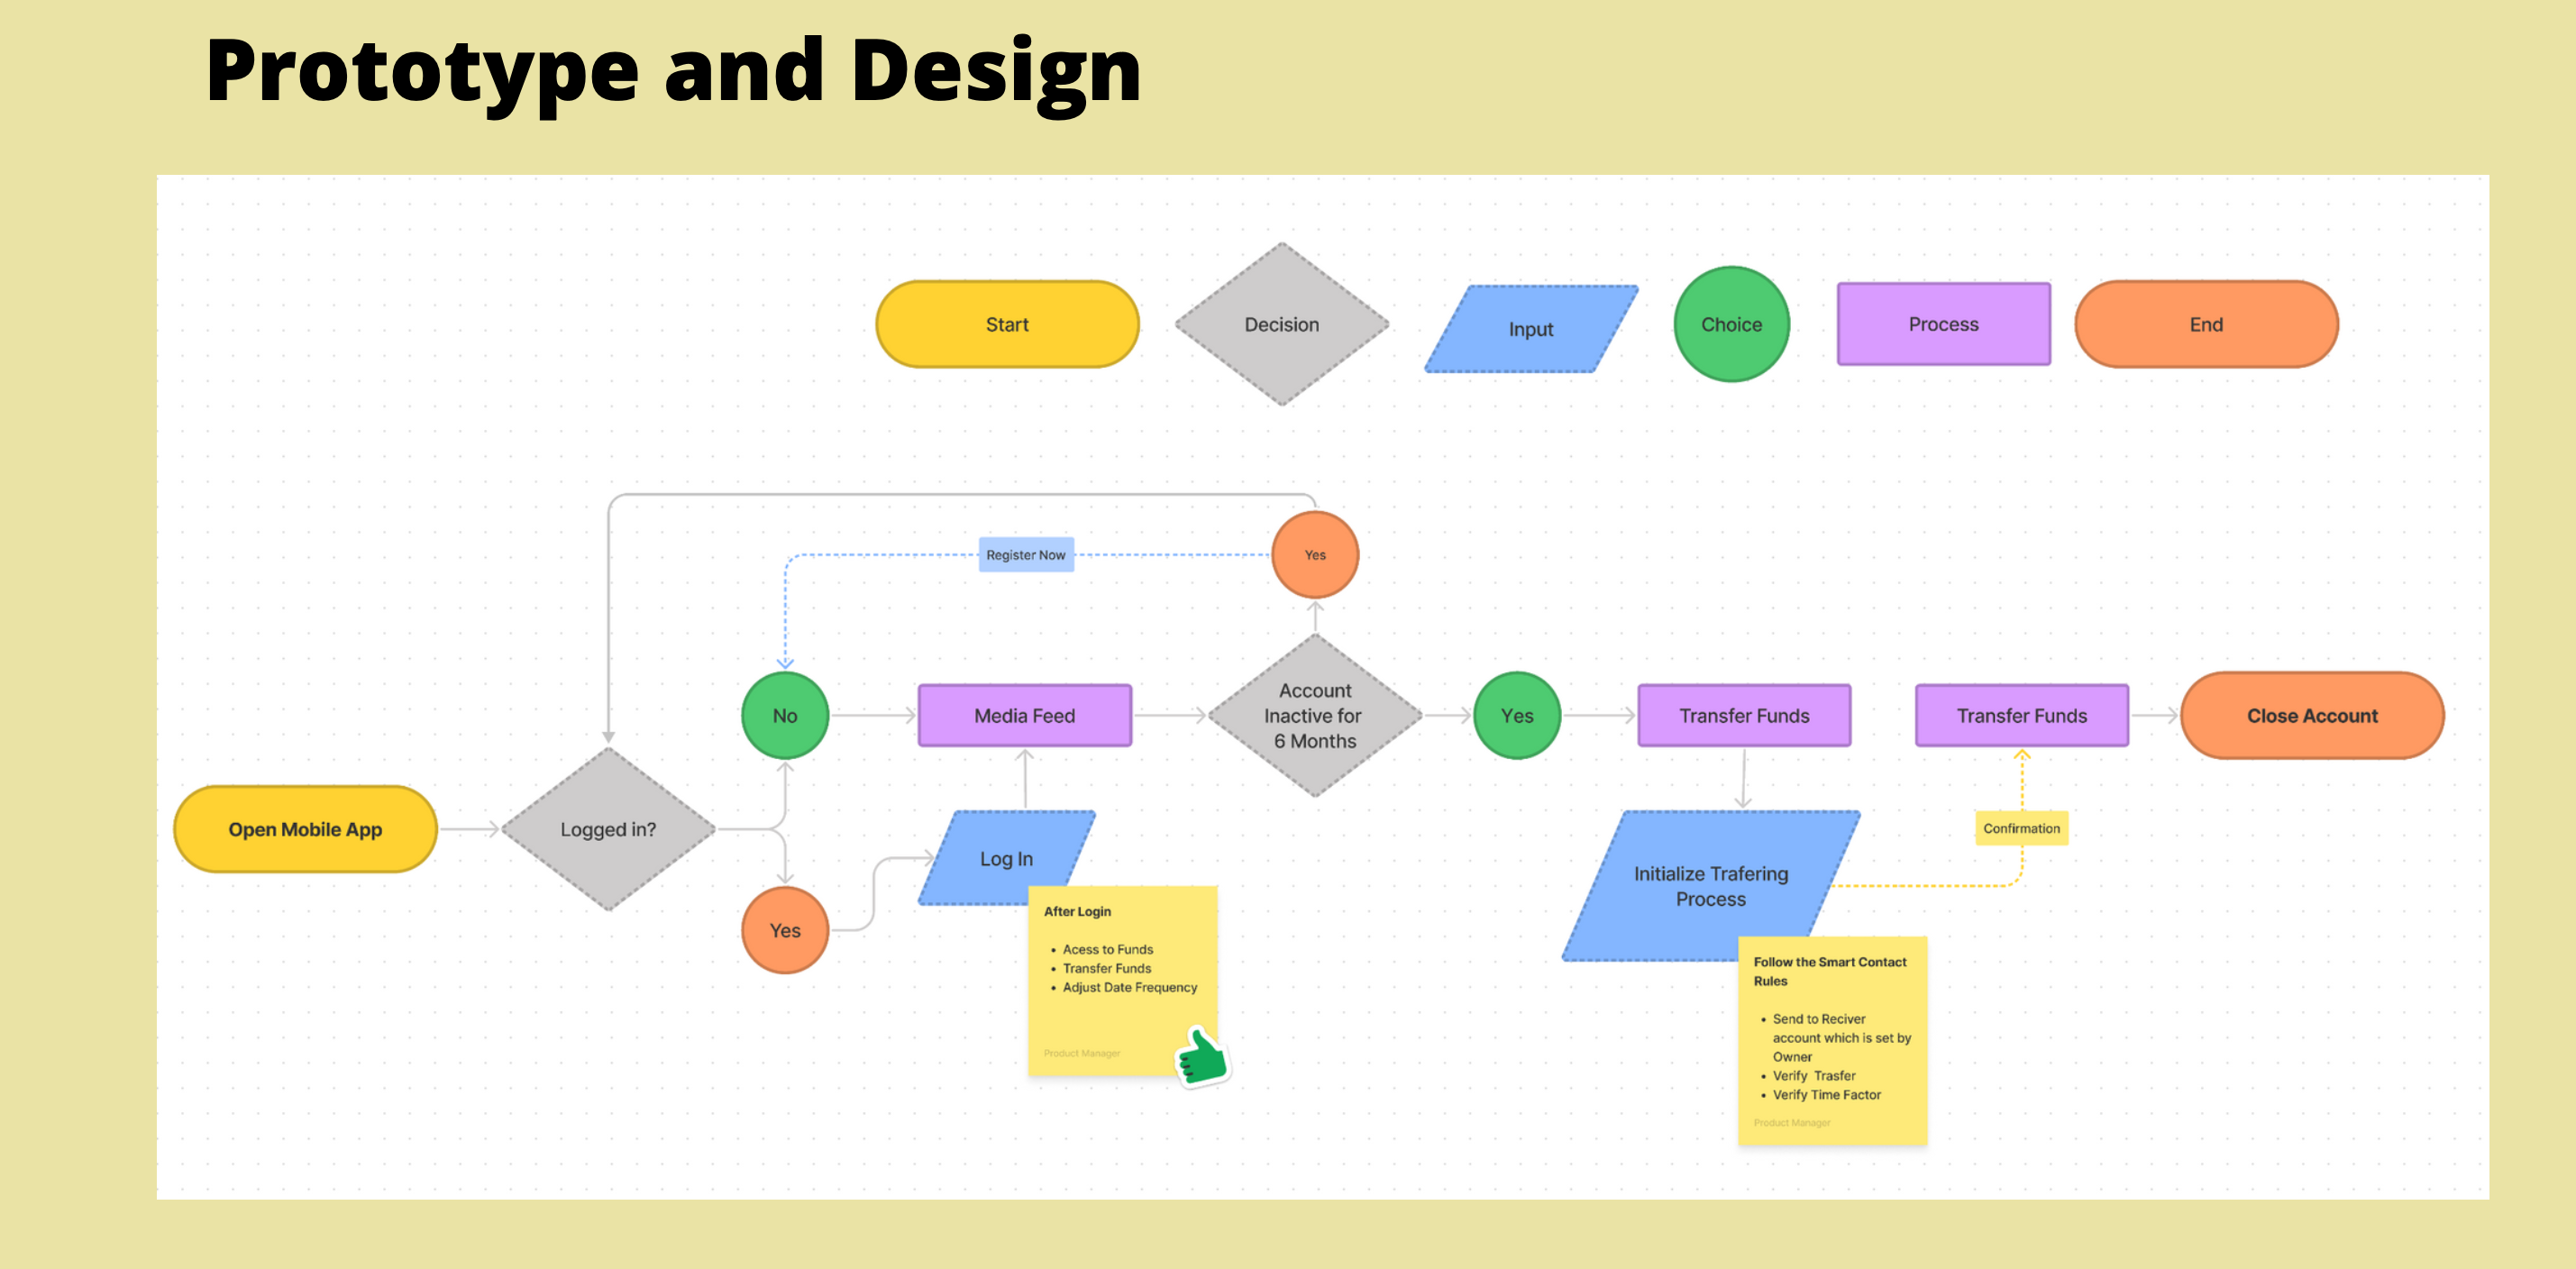 Prototype and Design
Start
Decision
Input
Choice
Process
End
Register Now
Yes
No
Media Feed
Account
Inactive for
6 Months
Yes
Transfer Funds
Transfer Funds
Close Account
Open Mobile App
Logged in?
Log In
Confirmation
Initialize Trafering
Process
Yes
After Login
• Acess to Funds
• Transfer Funds
• Adjust Date Frequency
Product Manager
Follow the Smart Contact
Rules
• Send to Reciver
account which is set by
Owner
• Verify Trasfer
• Verify Time Factor
Product Manager